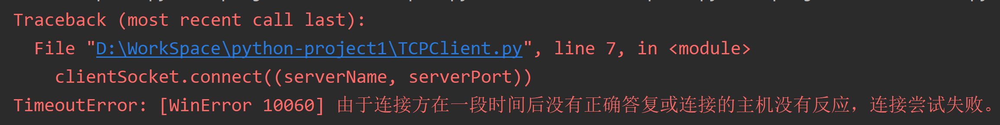 Traceback (most recent call last):
  File "D:\WorkSpace\python-project1\TCPClient.py", line 7, in <module>
    clientSocket.connect((serverName, serverPort))
TimeoutError: [WinError 10060] 由于连接方在一段时间后没有正确答复或连接的主机没有反应，连接尝试失败。